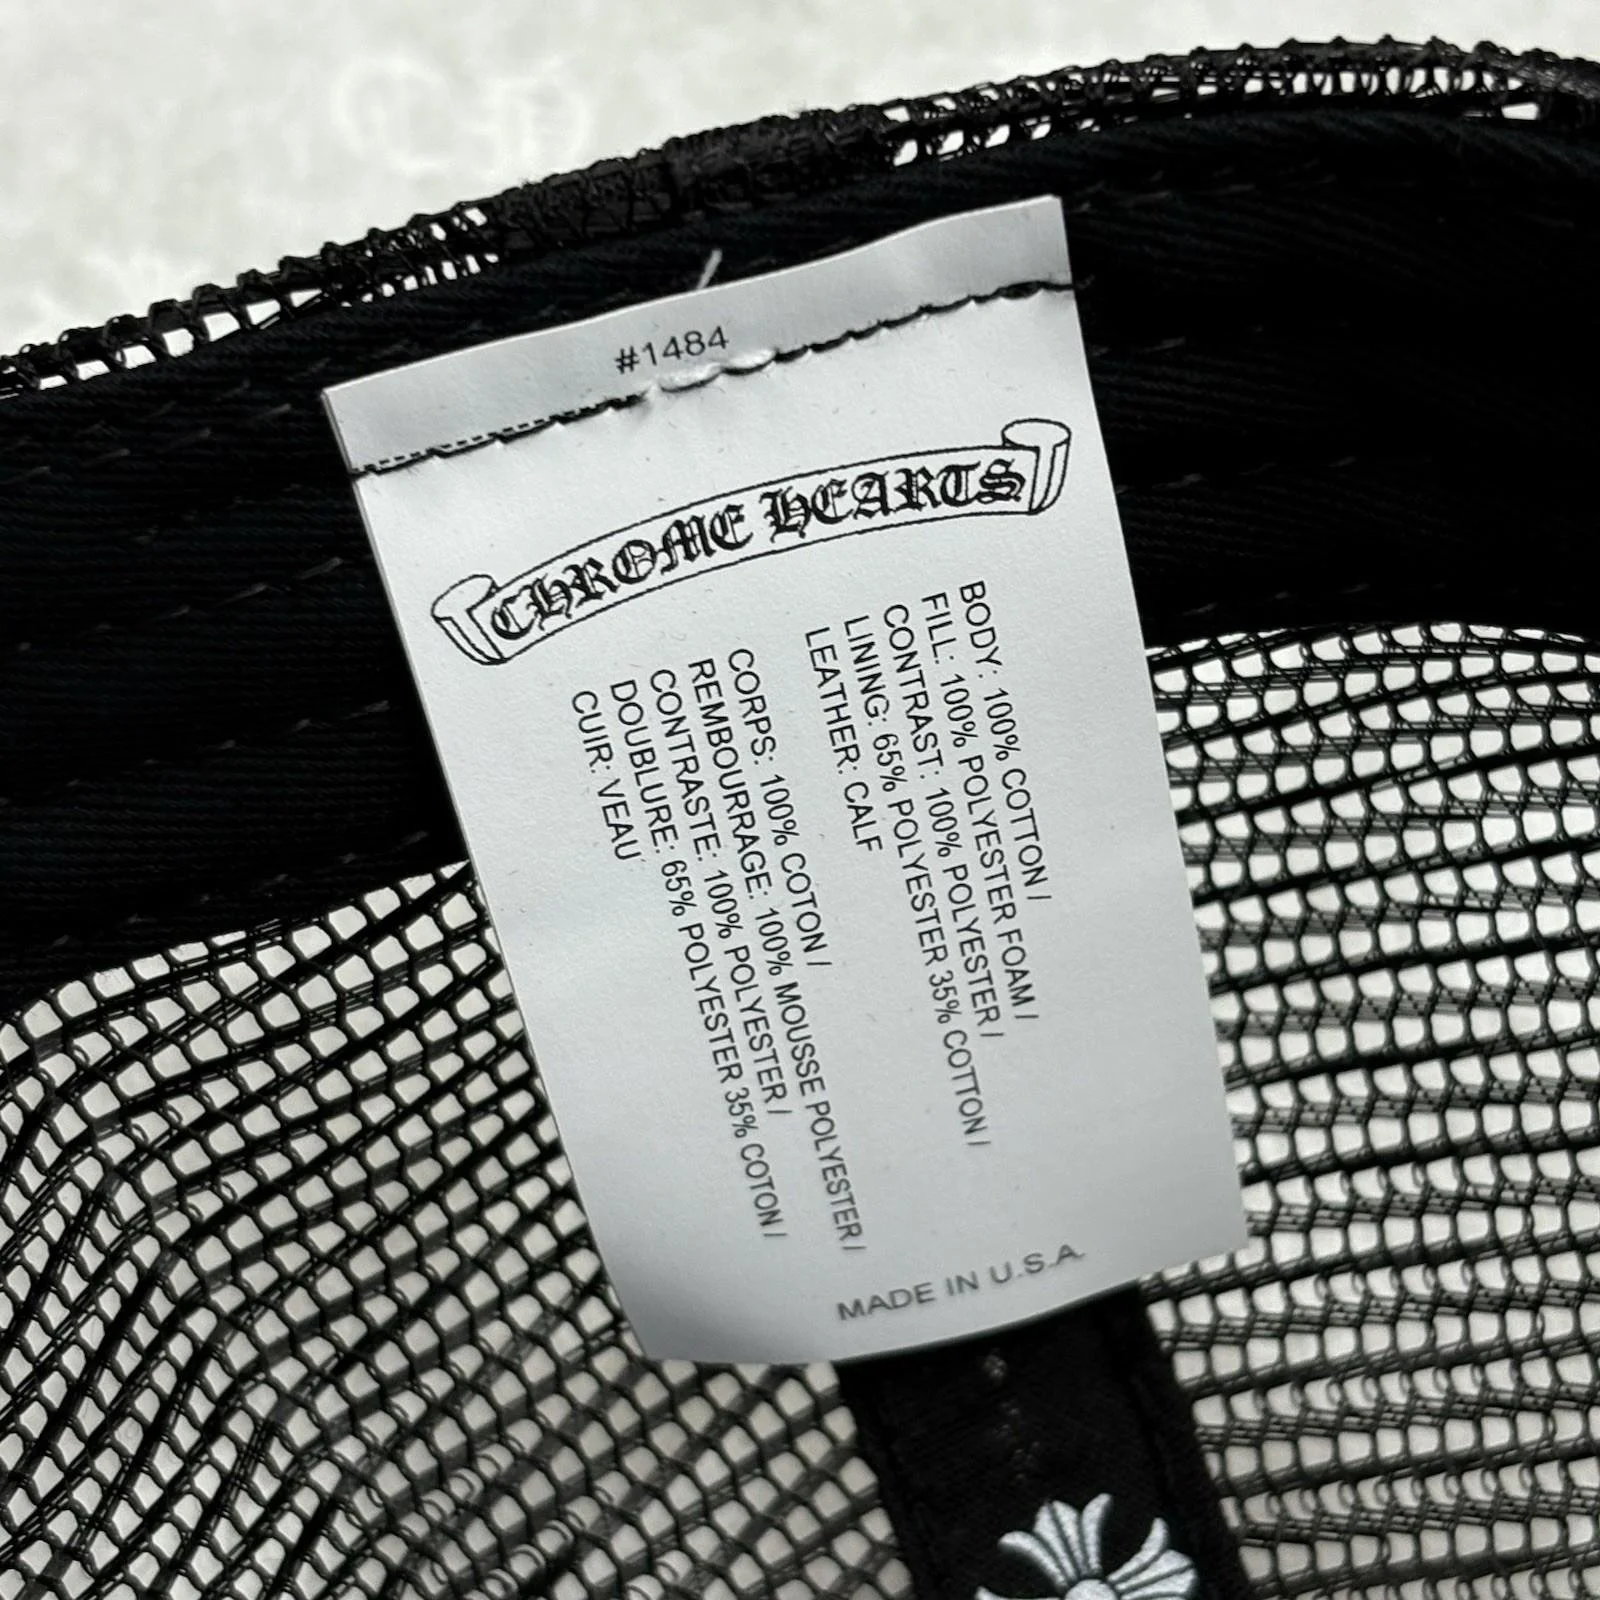 #1484
CHROME HEARTS
BODY: 100% COTTON /
FILL: 100% POLYESTER FOAM /
CONTRAST: 100% POLYESTER /
LINING: 65% POLYESTER 35% COTTON /
LEATHER: CALF
CORPS: 100% COTON /
REMBOURRAGE: 100% MOUSSE POLYESTER /
CONTRASTE: 100% POLYESTER /
DOUBLURE: 65% POLYESTER 35% COTON /
CUIR: VEAU
MADE IN U.S.A.